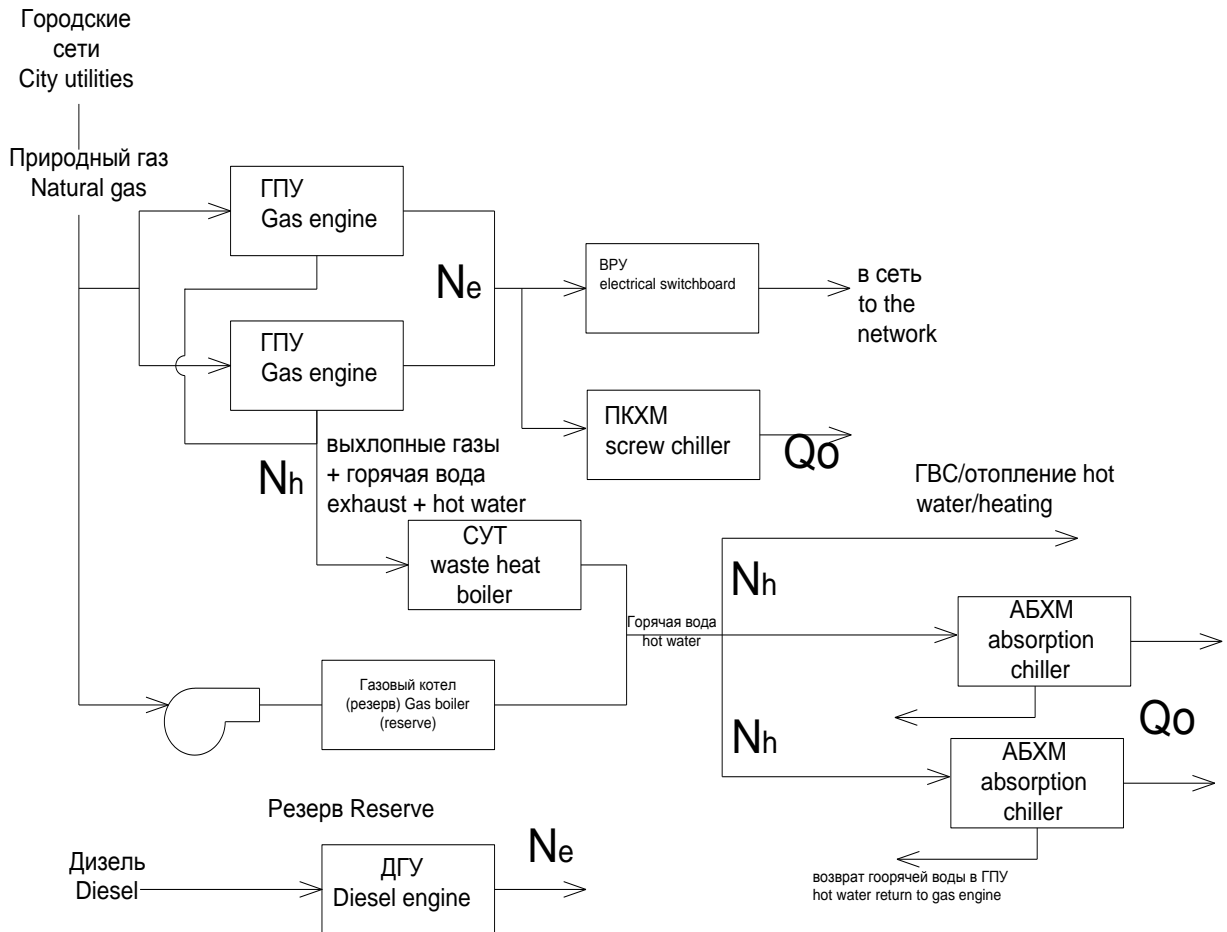 Городские
сети
City utilities
Природный газ
Natural gas
ГПУ
Gas engine
Ne
ВРУ
electrical switchboard
в сеть
to the
network
ГПУ
Gas engine
ПКХМ
screw chiller
Qo
Nh
выхлопные газы
+ горячая вода
exhaust + hot water
ГВС/отопление hot
water/heating
СУТ
waste heat
boiler
Nh
Горячая вода
hot water
АБХМ
absorption
chiller
Газовый котел
(резерв) Gas boiler
(reserve)
Nh
Qo
АБХМ
absorption
chiller
Резерв Reserve
Дизель
Diesel
ДГУ
Diesel engine
Ne
возврат гоорячей воды в ГПУ
hot water return to gas engine